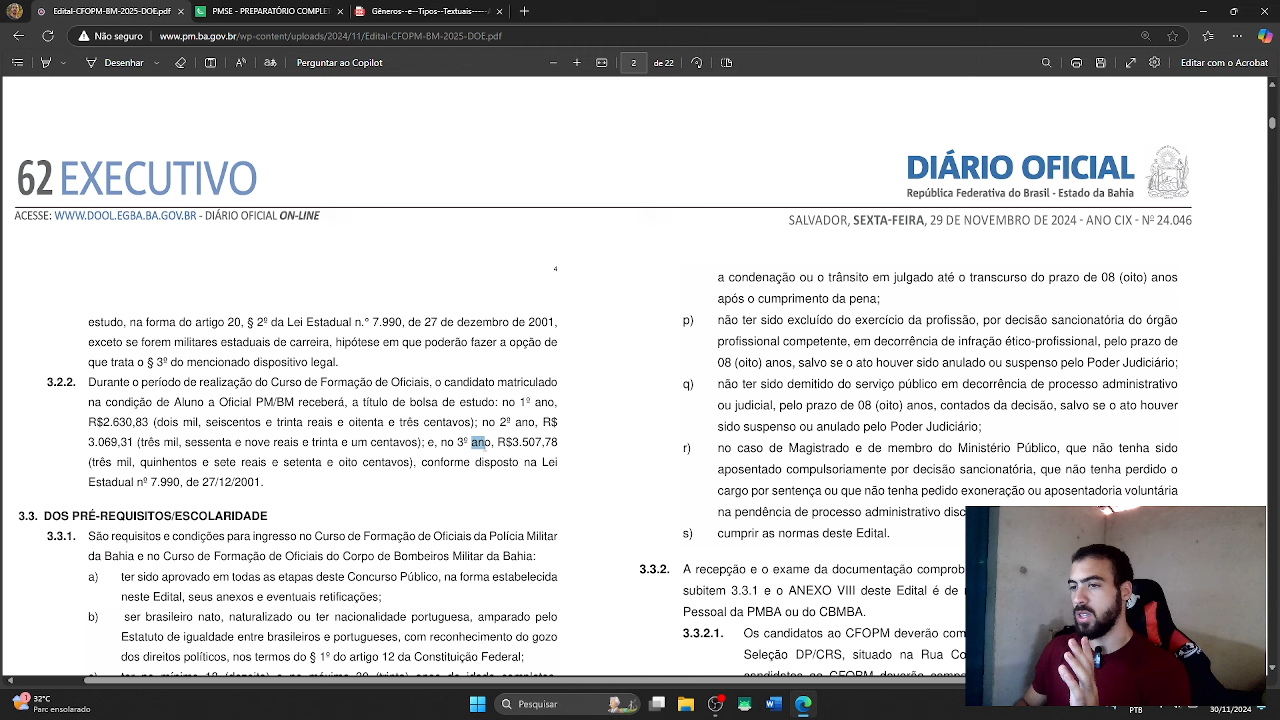 Edital-CFOPM-BM-2025-DOE.pdf
PMSE - PREPARATÓRIO COMPLET
Gêneros-e-Tipos-Textuais-
Não seguro
www.pm.ba.gov.br/wp-content/uploads/2024/11/Edital-CFOPM-BM-2025-DOE.pdf
Desenhar
Perguntar ao Copilot
2
de 22
Editar com o Acrobat
62 EXECUTIVO
DIÁRIO OFICIAL
República Federativa do Brasil - Estado da Bahia
ACESSE: WWW.DOOL.EGBA.BA.GOV.BR - DIÁRIO OFICIAL ON-LINE
SALVADOR, SEXTA-FEIRA, 29 DE NOVEMBRO DE 2024 - ANO CIX - Nº 24.046
4
estudo, na forma do artigo 20, § 2º da Lei Estadual n.° 7.990, de 27 de dezembro de 2001,
exceto se forem militares estaduais de carreira, hipótese em que poderão fazer a opção de
que trata o § 3º do mencionado dispositivo legal.
3.2.2. Durante o período de realização do Curso de Formação de Oficiais, o candidato matriculado
na condição de Aluno a Oficial PM/BM receberá, a título de bolsa de estudo: no 1º ano,
R$2.630,83 (dois mil, seiscentos e trinta reais e oitenta e três centavos); no 2º ano, R$
3.069,31 (três mil, sessenta e nove reais e trinta e um centavos); e, no 3º ano, R$3.507,78
(três mil, quinhentos e sete reais e setenta e oito centavos), conforme disposto na Lei
Estadual nº 7.990, de 27/12/2001.
3.3. DOS PRÉ-REQUISITOS/ESCOLARIDADE
3.3.1. São requisitos e condições para ingresso no Curso de Formação de Oficiais da Polícia Militar
da Bahia e no Curso de Formação de Oficiais do Corpo de Bombeiros Militar da Bahia:
a) ter sido aprovado em todas as etapas deste Concurso Público, na forma estabelecida
neste Edital, seus anexos e eventuais retificações;
b) ser brasileiro nato, naturalizado ou ter nacionalidade portuguesa, amparado pelo
Estatuto de igualdade entre brasileiros e portugueses, com reconhecimento do gozo
dos direitos políticos, nos termos do § 1º do artigo 12 da Constituição Federal;
a condenação ou o trânsito em julgado até o transcurso do prazo de 08 (oito) anos
após o cumprimento da pena;
p) não ter sido excluído do exercício da profissão, por decisão sancionatória do órgão
profissional competente, em decorrência de infração ético-profissional, pelo prazo de
08 (oito) anos, salvo se o ato houver sido anulado ou suspenso pelo Poder Judiciário;
q) não ter sido demitido do serviço público em decorrência de processo administrativo
ou judicial, pelo prazo de 08 (oito) anos, contados da decisão, salvo se o ato houver
sido suspenso ou anulado pelo Poder Judiciário;
r) no caso de Magistrado e de membro do Ministério Público, que não tenha sido
aposentado compulsoriamente por decisão sancionatória, que não tenha perdido o
cargo por sentença ou que não tenha pedido exoneração ou aposentadoria voluntária
na pendência de processo administrativo disc
s) cumprir as normas deste Edital.
3.3.2. A recepção e o exame da documentação comprob
subitem 3.3.1 e o ANEXO VIII deste Edital é de
Pessoal da PMBA ou do CBMBA.
3.3.2.1. Os candidatos ao CFOPM deverão com
Seleção DP/CRS, situado na Rua Co
32°C
Parc ensolarado
Pesquisar
PTB
30/11/2024